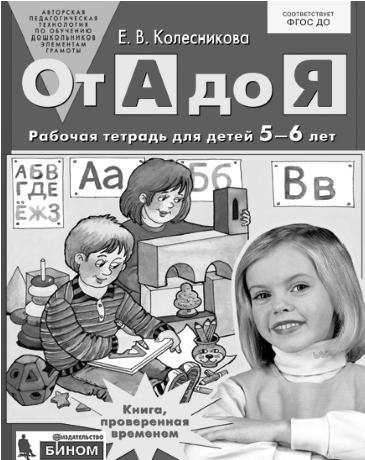 АВТОРСКАЯ
ПЕДАГОГИЧЕСКАЯ
ТЕХНОЛОГИЯ
ПО ОБУЧЕНИЮ
ДОШКОЛЬНИКОВ
ЭЛЕМЕНТАМ
ГРАМОТЫ
СООТВЕТСТВУЕТ
ФГОС ДО
Е. В. Колесникова
От А до Я
Рабочая тетрадь для детей 5–6 лет
АБВ
ГДЕ
ЁЖЗ
Аа
Бб
Вв
Книга,
проверенная
временем
ИЗДАТЕЛЬСТВО
БИНОМ